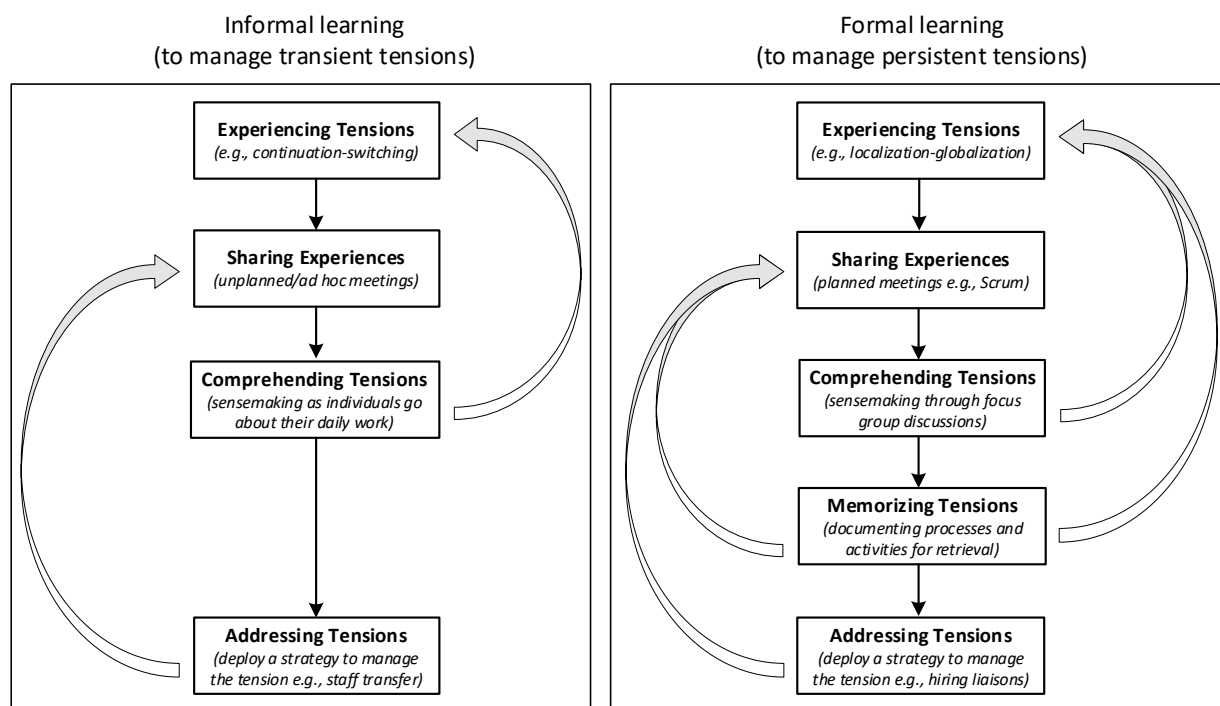 Informal learning
(to manage transient tensions)
Experiencing Tensions
(e.g., continuation-switching)
Sharing Experiences
(unplanned/ad hoc meetings)
Comprehending Tensions
(sensemaking as individuals go
about their daily work)
Addressing Tensions
(deploy a strategy to manage
the tension e.g., staff transfer)
Formal learning
(to manage persistent tensions)
Experiencing Tensions
(e.g., localization-globalization)
Sharing Experiences
(planned meetings e.g., Scrum)
Comprehending Tensions
(sensemaking through focus
group discussions)
Memorizing Tensions
(documenting processes and
activities for retrieval)
Addressing Tensions
(deploy a strategy to manage
the tension e.g., hiring liaisons)